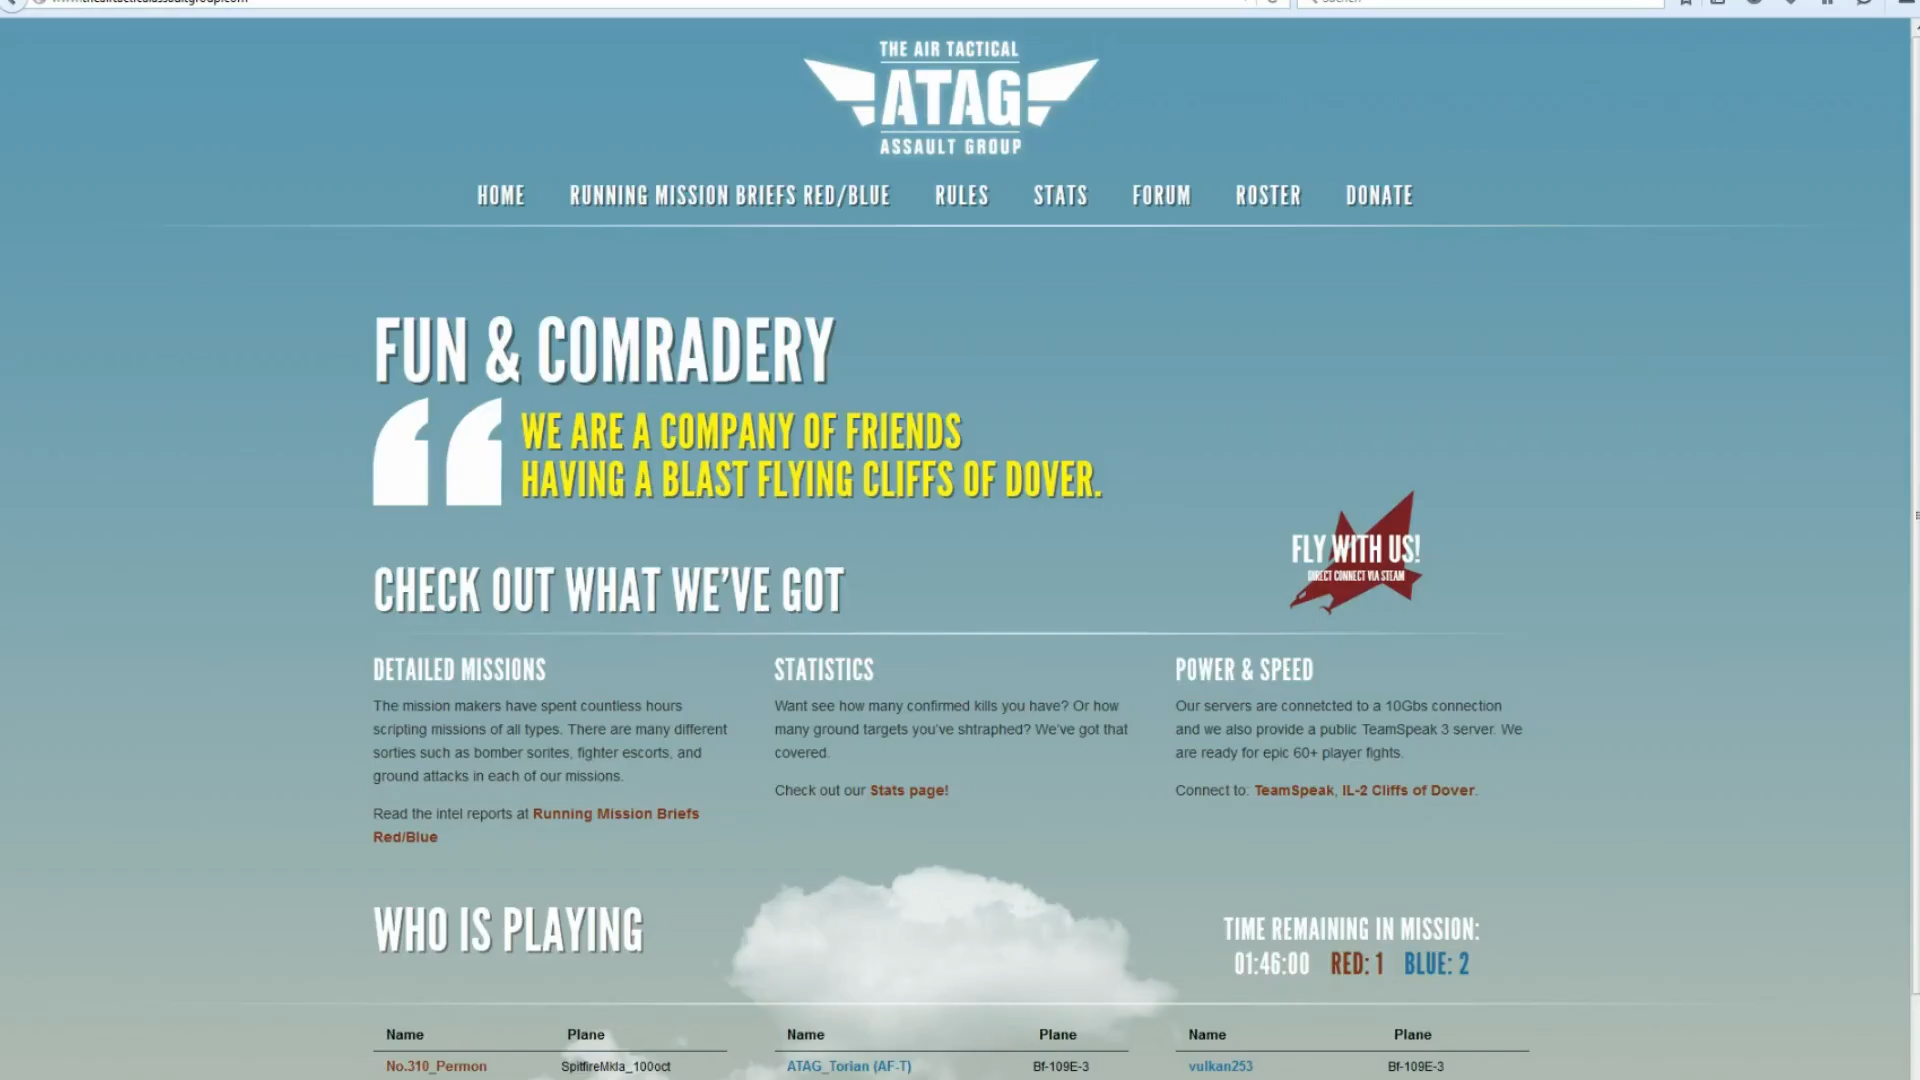 THE AIR TACTICAL
ATAG
ASSAULT GROUP
HOME RUNNING MISSION BRIEFS RED/BLUE RULES STATS FORUM ROSTER DONATE
FUN & COMRADERY
WE ARE A COMPANY OF FRIENDS
HAVING A BLAST FLYING CLIFFS OF DOVER.
FLY WITH US!
DIRECT CONNECT VIA STEAM
CHECK OUT WHAT WE'VE GOT
DETAILED MISSIONS
The mission makers have spent countless hours
scripting missions of all types. There are many different
sorties such as bomber sorites, fighter escorts, and
ground attacks in each of our missions.
Read the intel reports at Running Mission Briefs
Red/Blue
STATISTICS
Want see how many confirmed kills you have? Or how
many ground targets you've shtraphed? We've got that
covered.
Check out our Stats page!
POWER & SPEED
Our servers are connetcted to a 10Gbs connection
and we also provide a public TeamSpeak 3 server. We
are ready for epic 60+ player fights.
Connect to: TeamSpeak, IL-2 Cliffs of Dover.
WHO IS PLAYING
TIME REMAINING IN MISSION:
01:46:00 RED: 1 BLUE: 2
Name Plane Name Plane Name Plane
No.310_Permon SpitfireMkIa_100oct ATAG_Torian (AF-T) Bf-109E-3 vulkan253 Bf-109E-3